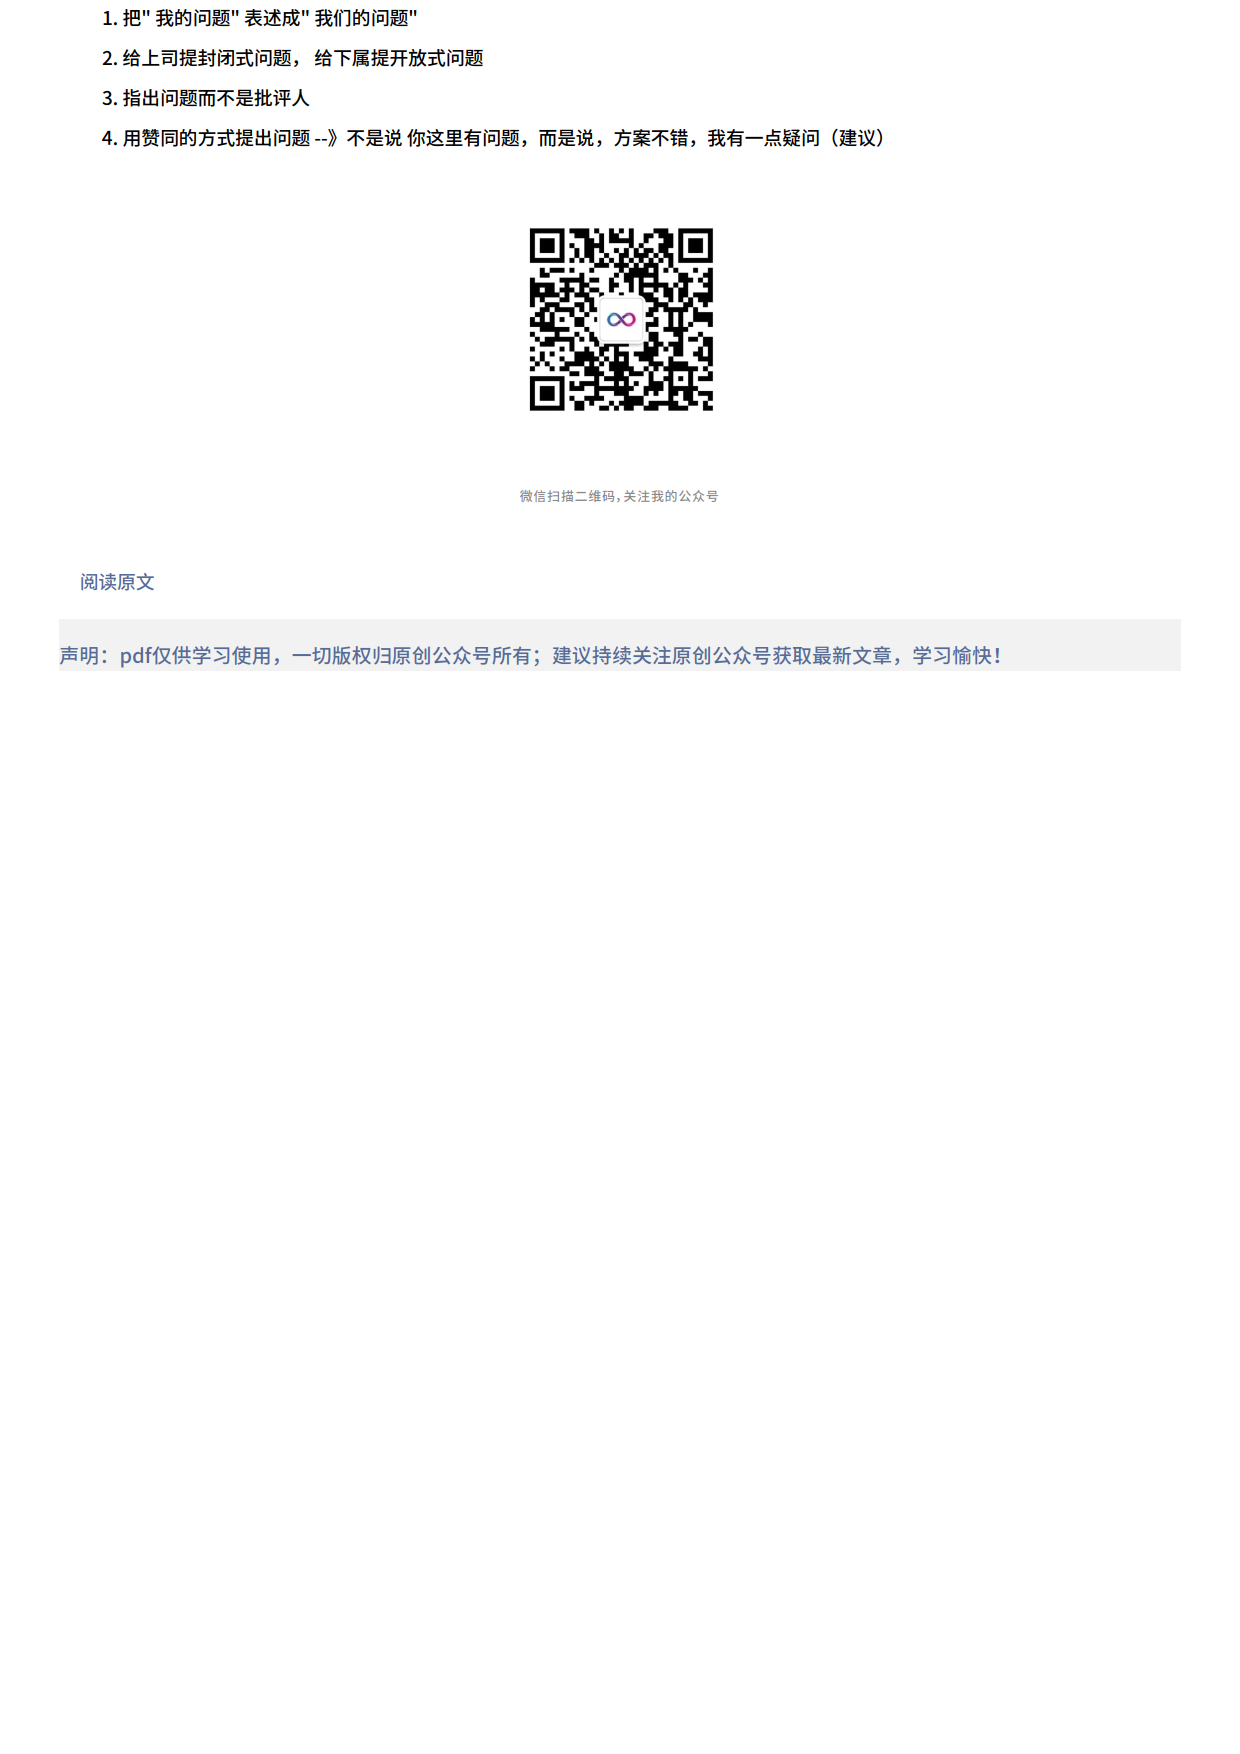 1. 把" 我的问题" 表述成" 我们的问题"
2. 给上司提封闭式问题， 给下属提开放式问题
3. 指出问题而不是批评人
4. 用赞同的方式提出问题 --》不是说 你这里有问题，而是说，方案不错，我有一点疑问（建议）
微信扫描二维码，关注我的公众号
阅读原文
声明：pdf仅供学习使用，一切版权归原创公众号所有；建议持续关注原创公众号获取最新文章，学习愉快！